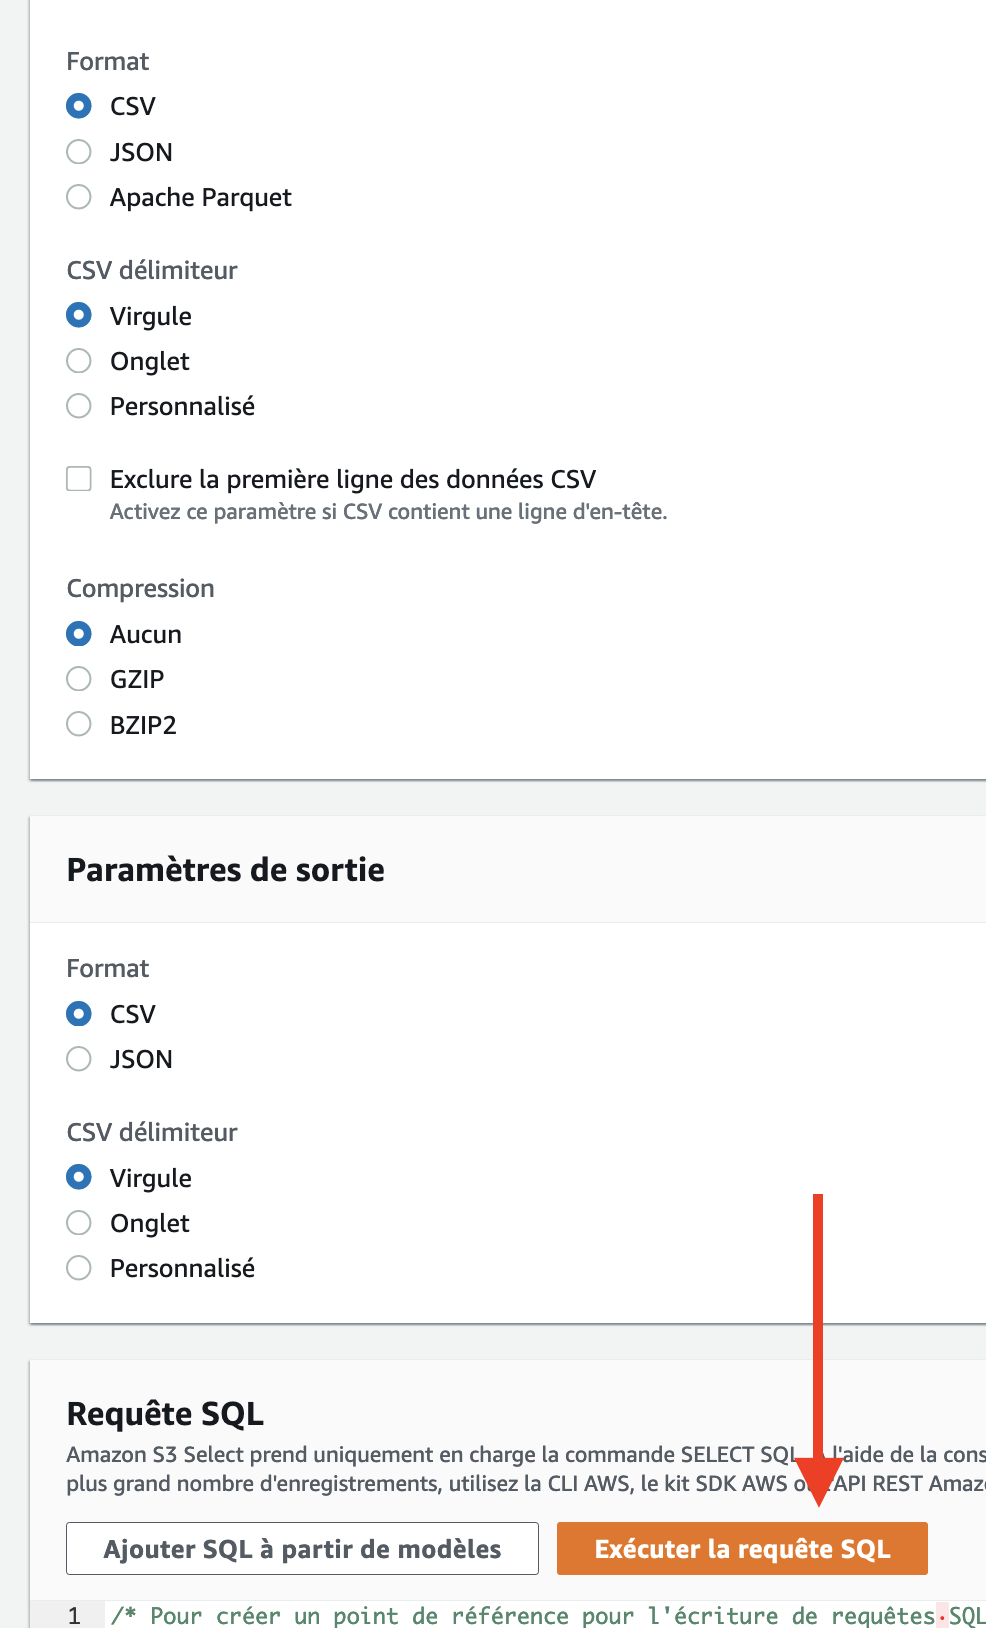 Format
CSV
JSON
Apache Parquet
CSV délimiteur
Virgule
Onglet
Personnalisé
Exclure la première ligne des données CSV
Activez ce paramètre si CSV contient une ligne d'en-tête.
Compression
Aucun
GZIP
BZIP2
Paramètres de sortie
Format
CSV
JSON
CSV délimiteur
Virgule
Onglet
Personnalisé
Requête SQL
Amazon S3 Select prend uniquement en charge la commande SELECT SQL. l'aide de la cons
plus grand nombre d'enregistrements, utilisez la CLI AWS, le kit SDK AWS API REST Amaz
Ajouter SQL à partir de modèles
Exécuter la requête SQL
1 /* Pour créer un point de référence pour l'écriture de requêtes·SQL